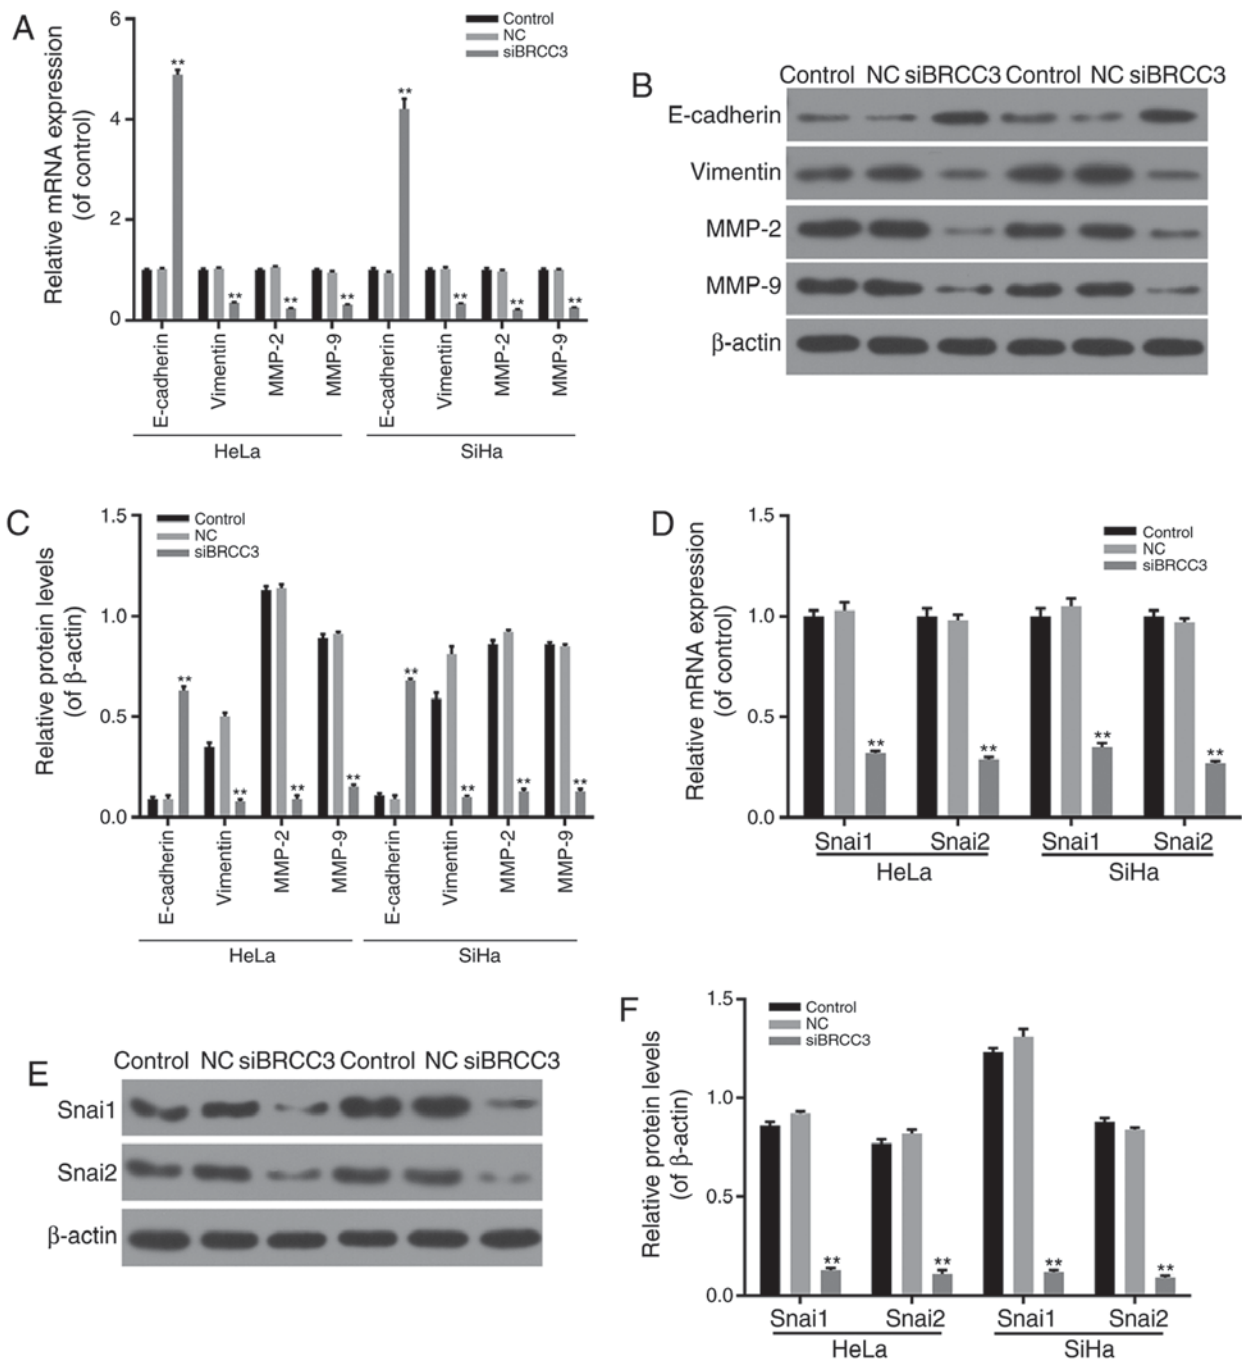 A
6
4
2
0
Relative mRNA expression
(of control)
Control
NC
siBRCC3
**
**
**
**
**
**
**
**
E-cadherin
Vimentin
MMP-2
MMP-9
E-cadherin
Vimentin
MMP-2
MMP-9
HeLa
SiHa
B
Control NC siBRCC3 Control NC siBRCC3
E-cadherin
Vimentin
MMP-2
MMP-9
β-actin
C
1.5
1.0
0.5
0.0
Relative protein levels
(of β-actin)
Control
NC
siBRCC3
**
**
**
**
**
**
**
**
E-cadherin
Vimentin
MMP-2
MMP-9
E-cadherin
Vimentin
MMP-2
MMP-9
HeLa
SiHa
D
1.5
1.0
0.5
0.0
Relative mRNA expression
(of control)
Control
NC
siBRCC3
**
**
**
**
Snai1 Snai2 Snai1 Snai2
HeLa SiHa
E
Control NC siBRCC3 Control NC siBRCC3
Snai1
Snai2
β-actin
F
1.5
1.0
0.5
0.0
Relative protein levels
(of β-actin)
Control
NC
siBRCC3
**
**
**
**
Snai1 Snai2 Snai1 Snai2
HeLa SiHa